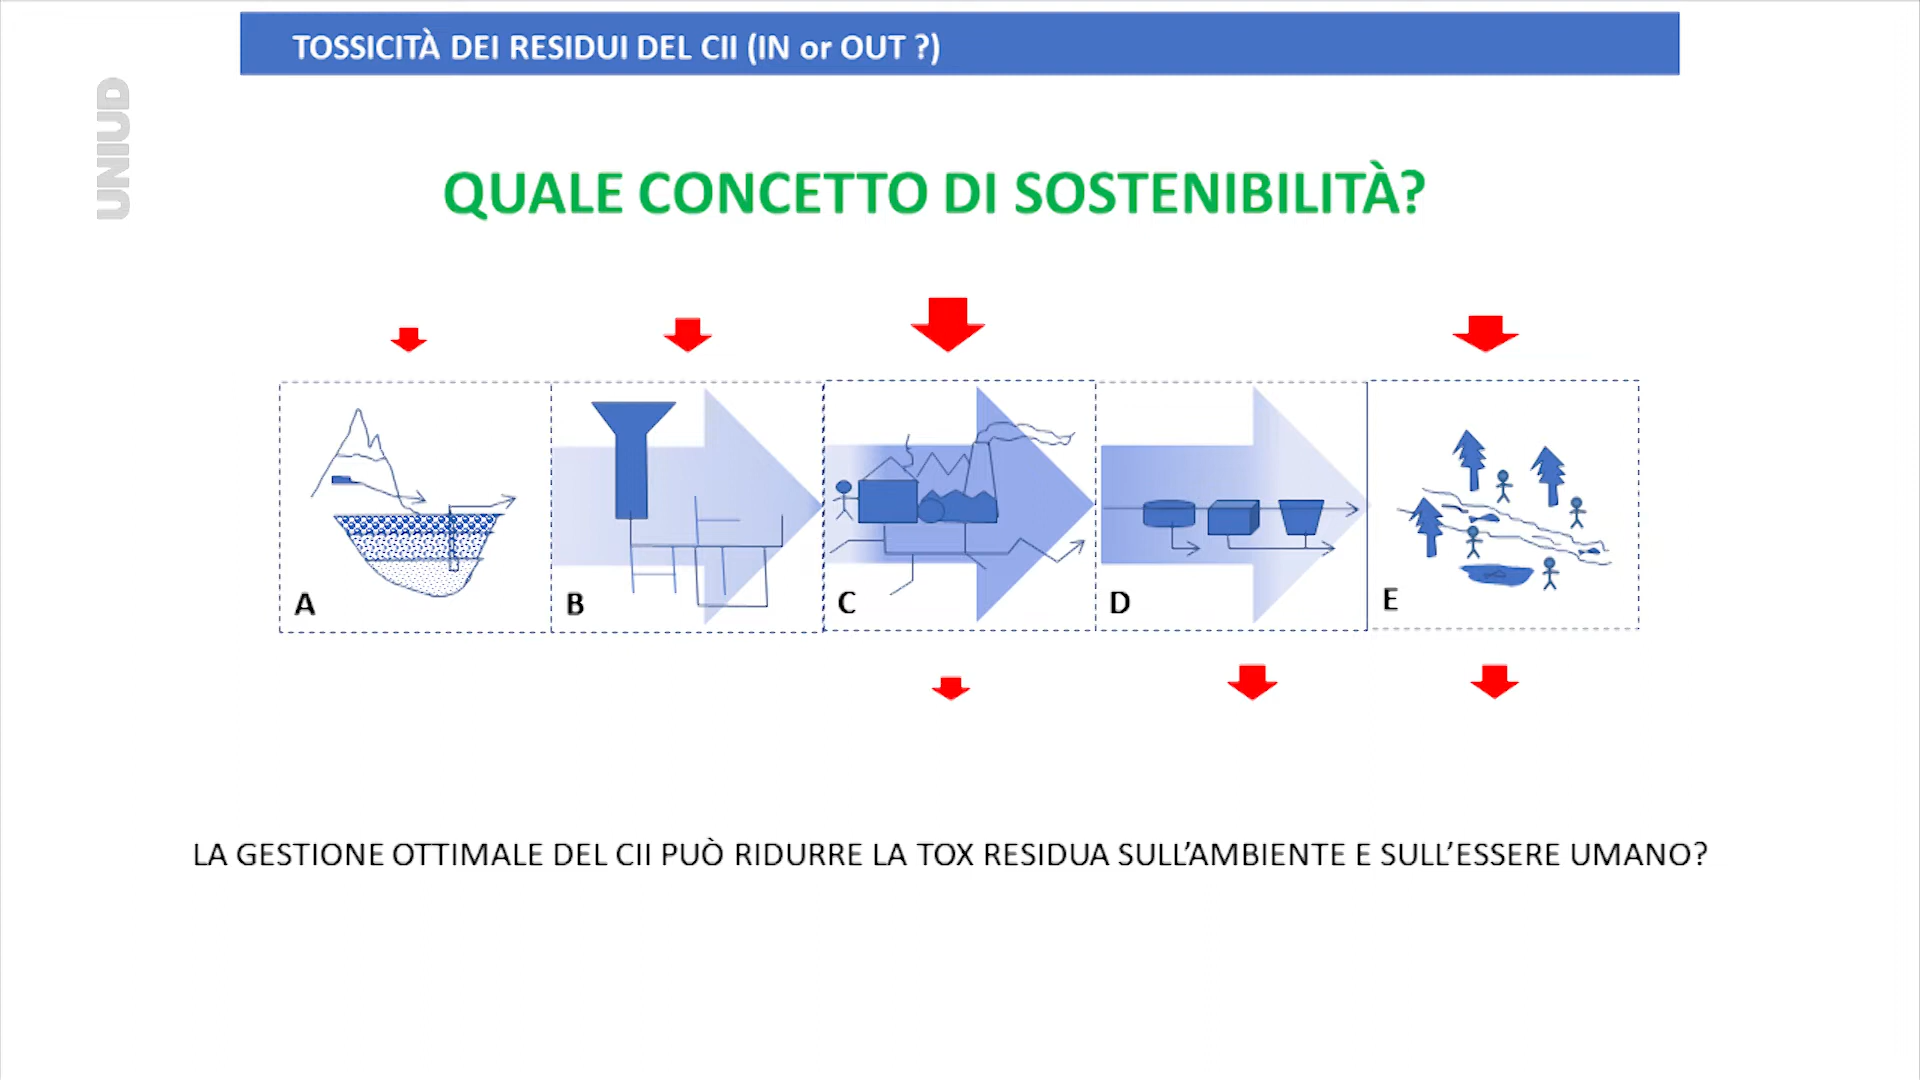 TOSSICITÀ DEI RESIDUI DEL CII (IN or OUT ?)
UNIUD
QUALE CONCETTO DI SOSTENIBILITÀ?
A
B
C
D
E
LA GESTIONE OTTIMALE DEL CII PUÒ RIDURRE LA TOX RESIDUA SULL’AMBIENTE E SULL’ESSERE UMANO?